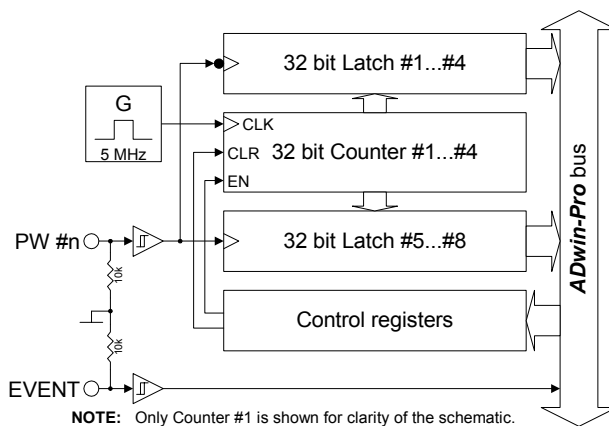 32 bit Latch #1...#4
G
5 MHz
CLK
CLR
EN
32 bit Counter #1...#4
PW #n
32 bit Latch #5...#8
10k
10k
Control registers
EVENT
ADwin-Pro bus
NOTE: Only Counter #1 is shown for clarity of the schematic.